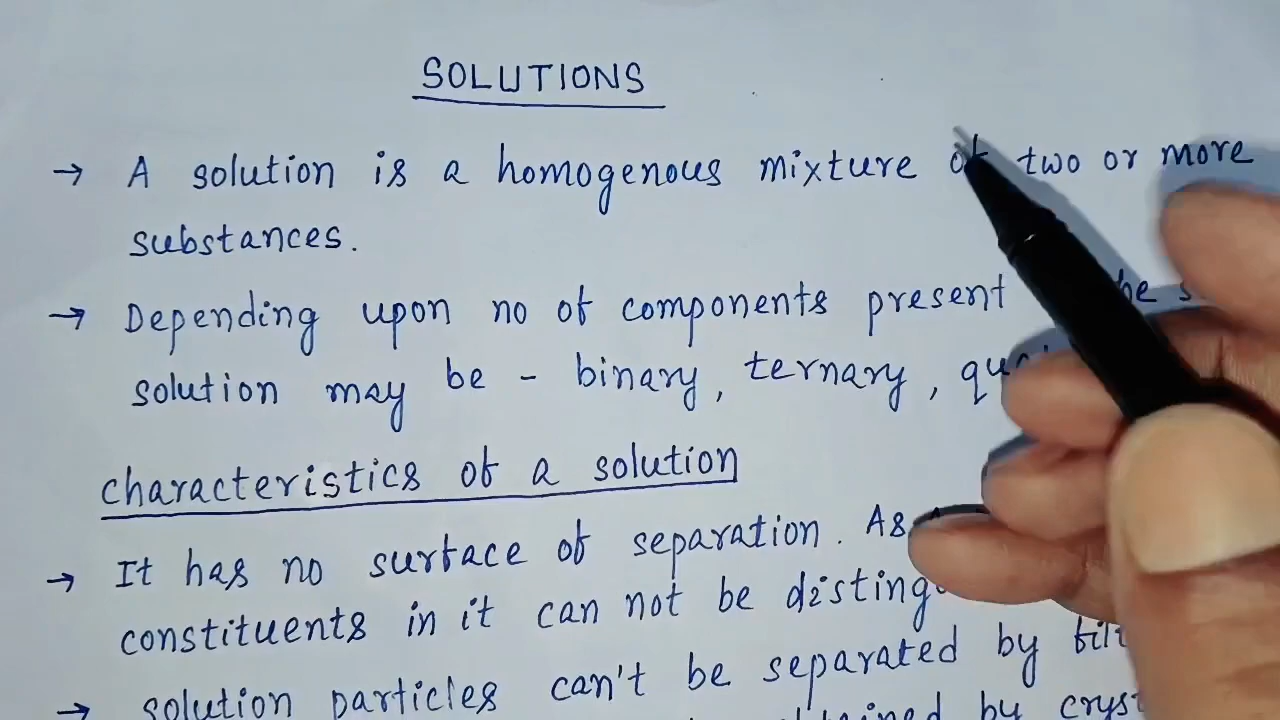 SOLUTIONS
→ A solution is a homogenous mixture of two or more
substances.
→ Depending upon no of components present
solution may be - binary, ternary,
characteristics of a solution
→ It has no surface of separation. As
constituents in it can not be
→ solution particles can't be separated by
by